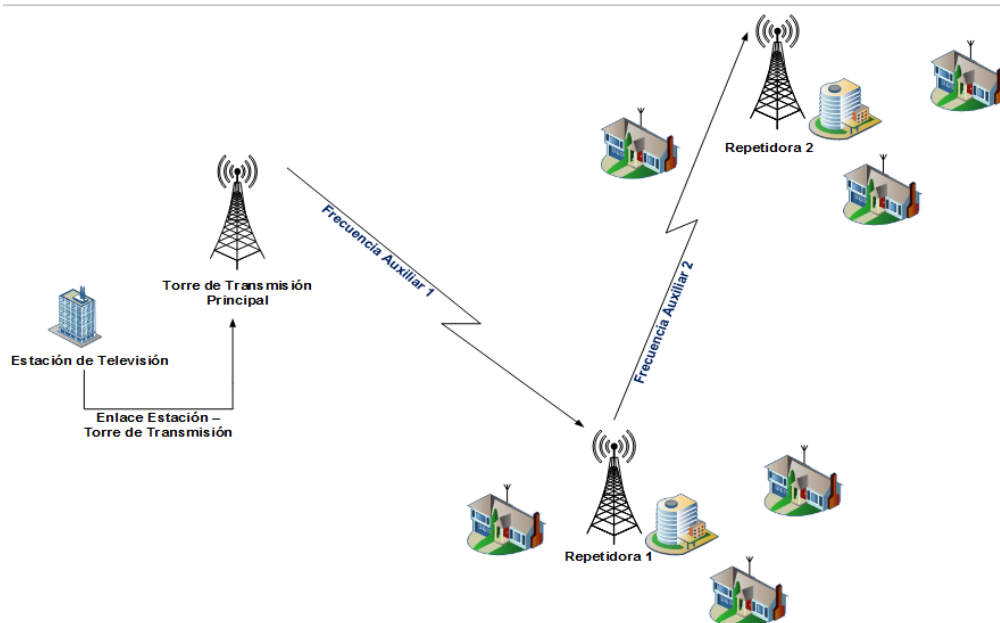 Repetidora 2
Frecuencia Auxiliar 1
Torre de Transmisión
Principal
Frecuencia Auxiliar 2
Estación de Televisión
Enlace Estación –
Torre de Transmisión
Repetidora 1